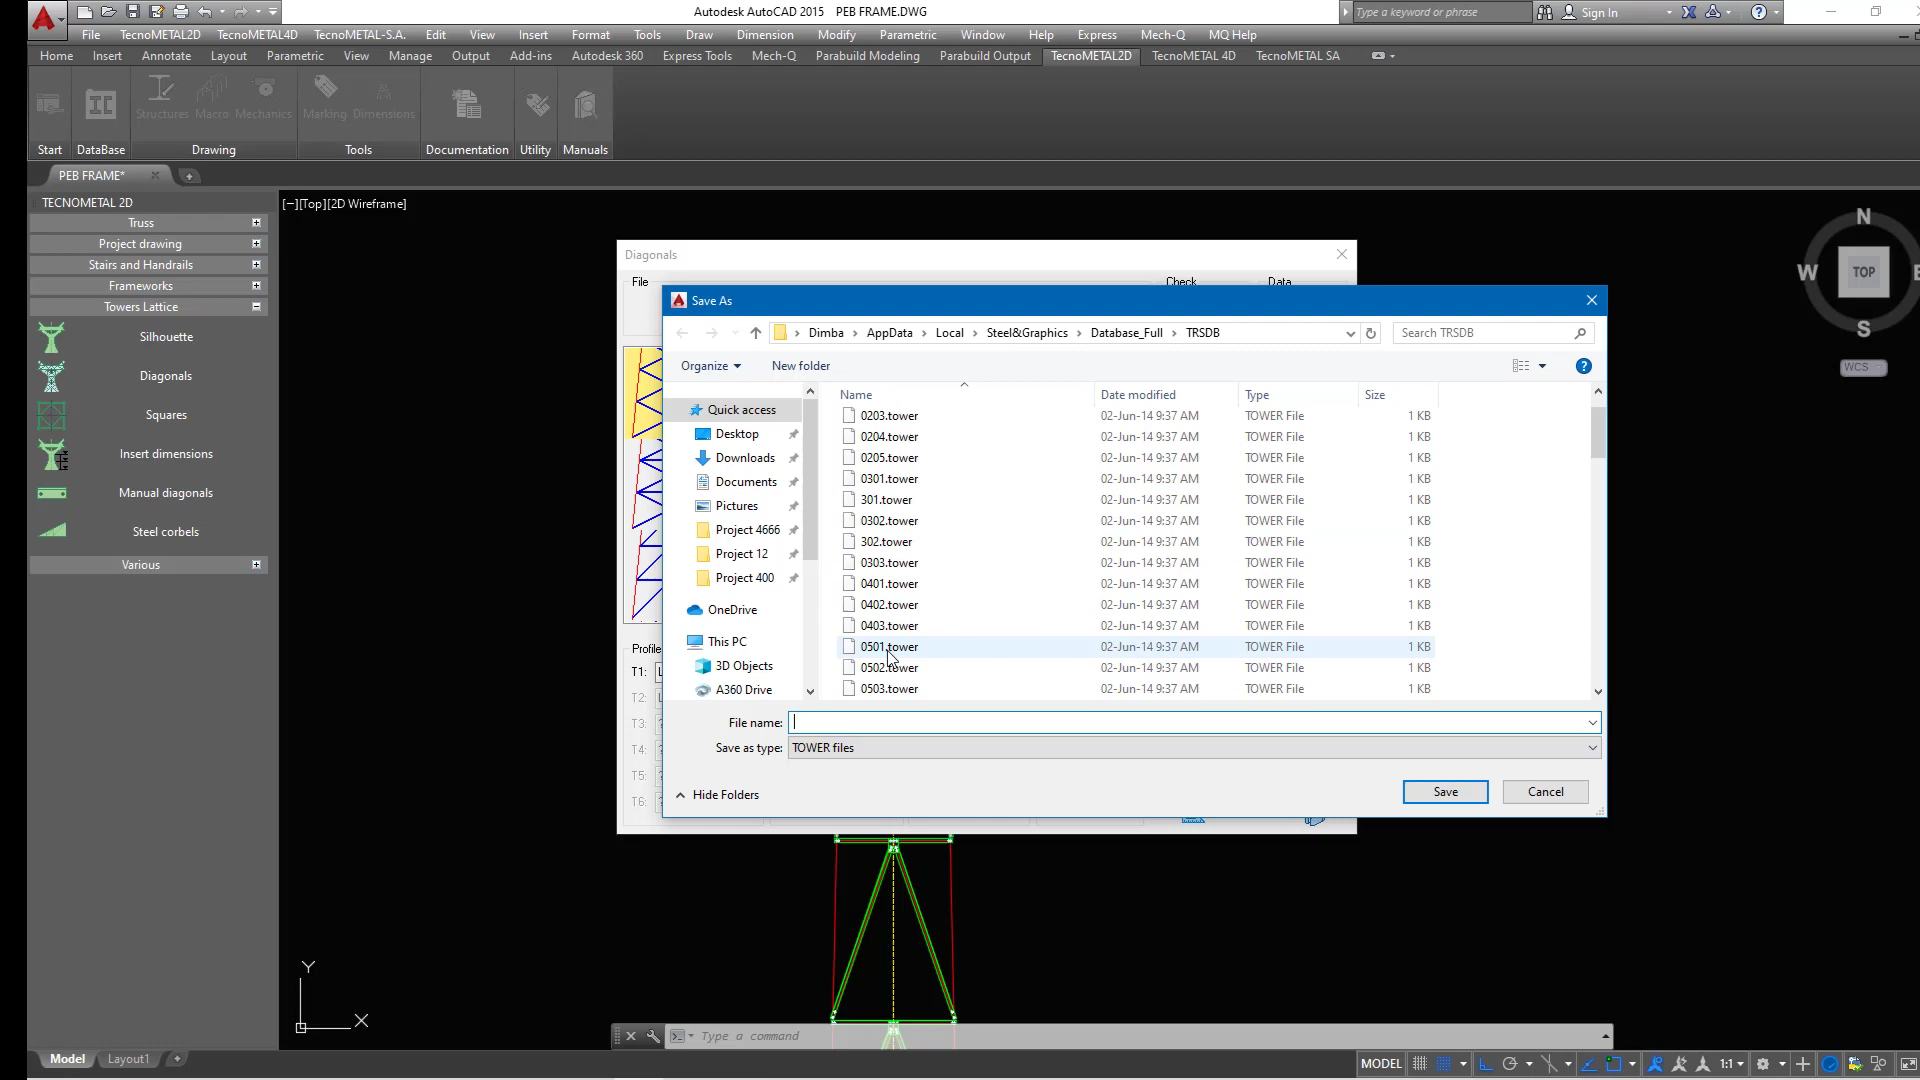 Autodesk AutoCAD 2015 PEB FRAME.DWG
Type a keyword or phrase
Sign In
File TecnoMETAL2D TecnoMETAL4D TecnoMETAL-S.A. Edit View Insert Format Tools Draw Dimension Modify Parametric Window Help Express Mech-Q MQ Help
Home Insert Annotate Layout Parametric View Manage Output Add-ins Autodesk 360 Express Tools Mech-Q Parabuild Modeling Parabuild Output TecnoMETAL2D TecnoMETAL 4D TecnoMETAL SA
Structures Macro Mechanics Marking Dimensions
Start DataBase Drawing Tools Documentation Utility Manuals
PEB FRAME*
TECNOMETAL 2D
Truss
Project drawing
Stairs and Handrails
Frameworks
Towers Lattice
Silhouette
Diagonals
Squares
Insert dimensions
Manual diagonals
Steel corbels
Various
[−][Top][2D Wireframe]
N
W TOP E
S
WCS
Diagonals
File Check Data
Profile
T1:
T2:
T3:
T4:
T5:
T6:
Save As
Dimba › AppData › Local › Steel&Graphics › Database_Full › TRSDB
Search TRSDB
Organize New folder
Quick access
Desktop
Downloads
Documents
Pictures
Project 4666
Project 12
Project 400
OneDrive
This PC
3D Objects
A360 Drive
Name Date modified Type Size
0203.tower 02-Jun-14 9:37 AM TOWER File 1 KB
0204.tower 02-Jun-14 9:37 AM TOWER File 1 KB
0205.tower 02-Jun-14 9:37 AM TOWER File 1 KB
0301.tower 02-Jun-14 9:37 AM TOWER File 1 KB
301.tower 02-Jun-14 9:37 AM TOWER File 1 KB
0302.tower 02-Jun-14 9:37 AM TOWER File 1 KB
302.tower 02-Jun-14 9:37 AM TOWER File 1 KB
0303.tower 02-Jun-14 9:37 AM TOWER File 1 KB
0401.tower 02-Jun-14 9:37 AM TOWER File 1 KB
0402.tower 02-Jun-14 9:37 AM TOWER File 1 KB
0403.tower 02-Jun-14 9:37 AM TOWER File 1 KB
0501.tower 02-Jun-14 9:37 AM TOWER File 1 KB
0502.tower 02-Jun-14 9:37 AM TOWER File 1 KB
0503.tower 02-Jun-14 9:37 AM TOWER File 1 KB
File name:
Save as type: TOWER files
Hide Folders
Save Cancel
Y
X
Type a command
Model Layout1
MODEL
1:1